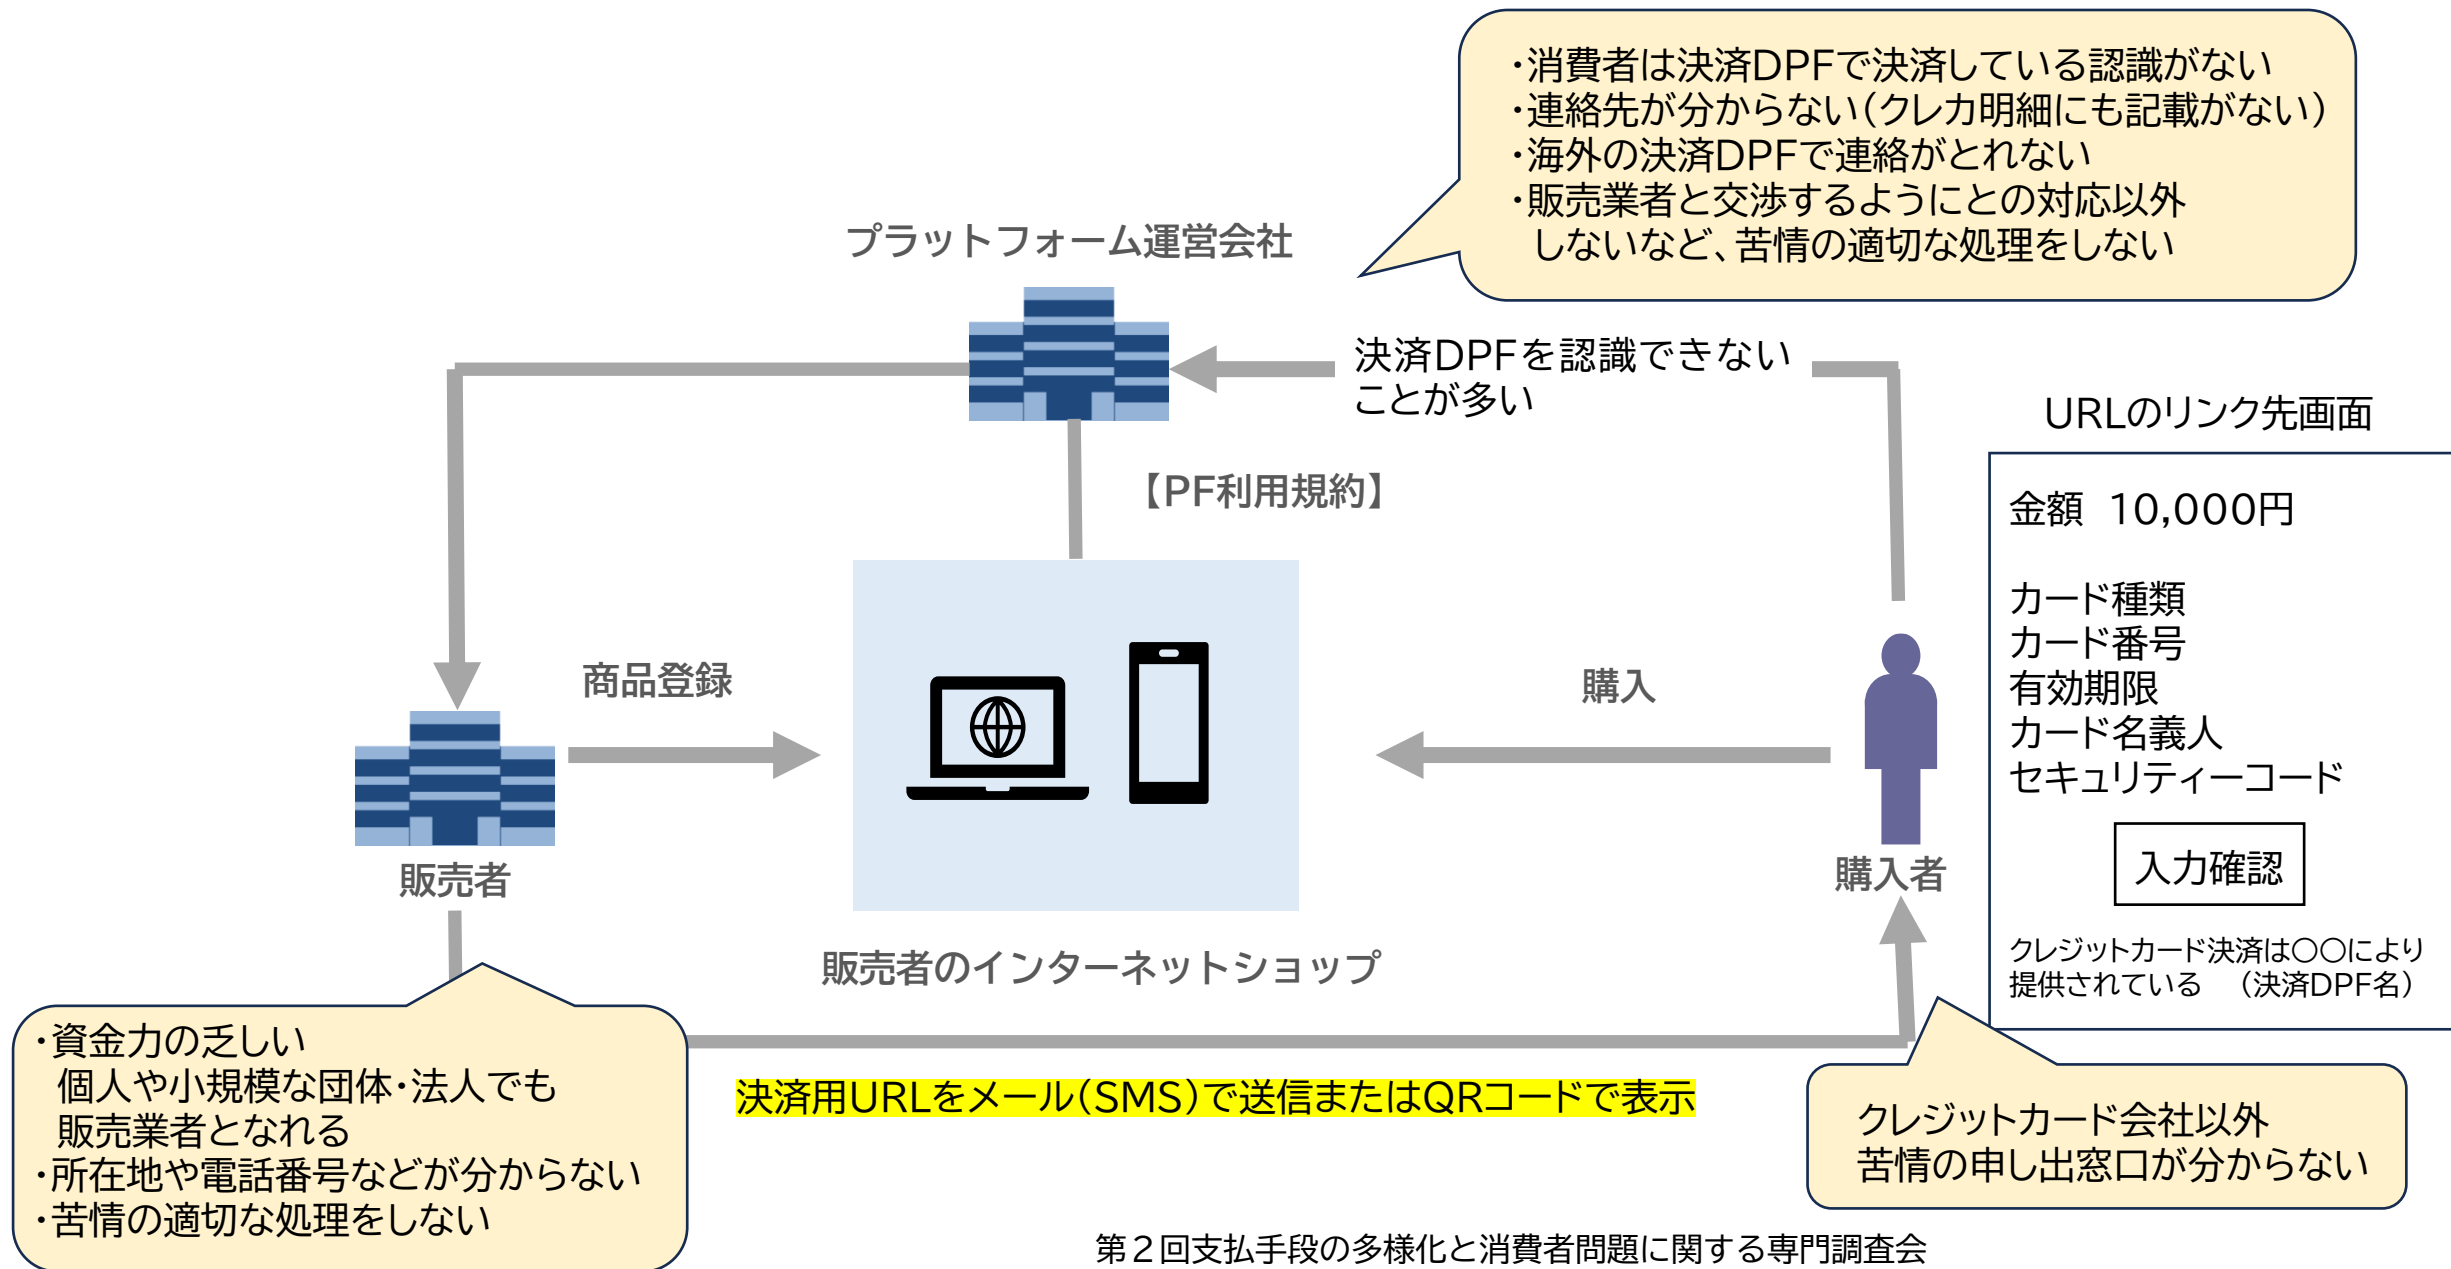 ・消費者は決済DPFで決済している認識がない
・連絡先が分からない（クレカ明細にも記載がない）
・海外の決済DPFで連絡がとれない
・販売業者と交渉するようにとの対応以外
しないなど、苦情の適切な処理をしない
プラットフォーム運営会社
決済DPFを認識できない
ことが多い
URLのリンク先画面
【PF利用規約】
金額　10,000円
カード種類
カード番号
有効期限
カード名義人
セキュリティーコード
入力確認
クレジットカード決済は〇〇により
提供されている　（決済DPF名）
商品登録
購入
販売者
購入者
販売者のインターネットショップ
・資金力の乏しい
個人や小規模な団体・法人でも
販売業者となれる
・所在地や電話番号などが分からない
・苦情の適切な処理をしない
決済用URLをメール（SMS）で送信またはQRコードで表示
クレジットカード会社以外
苦情の申し出窓口が分からない
第２回支払手段の多様化と消費者問題に関する専門調査会